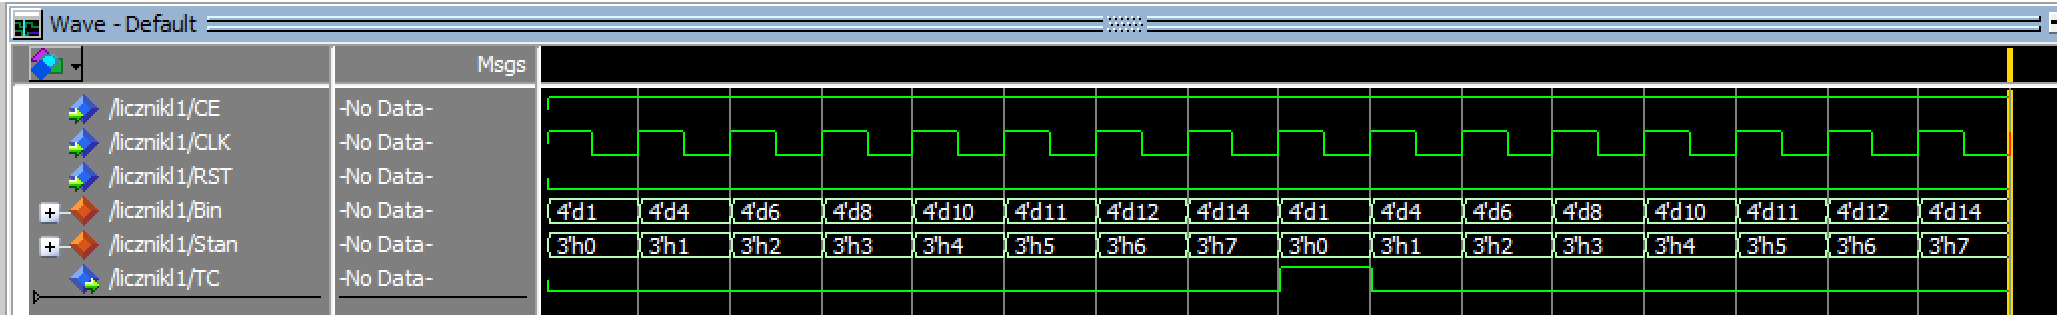 Wave - Default
Msgs
/licznikl1/CE -No Data-
/licznikl1/CLK -No Data-
/licznikl1/RST -No Data-
/licznikl1/Bin -No Data- 4'd1 4'd4 4'd6 4'd8 4'd10 4'd11 4'd12 4'd14 4'd1 4'd4 4'd6 4'd8 4'd10 4'd11 4'd12 4'd14
/licznikl1/Stan -No Data- 3'h0 3'h1 3'h2 3'h3 3'h4 3'h5 3'h6 3'h7 3'h0 3'h1 3'h2 3'h3 3'h4 3'h5 3'h6 3'h7
/licznikl1/TC -No Data-